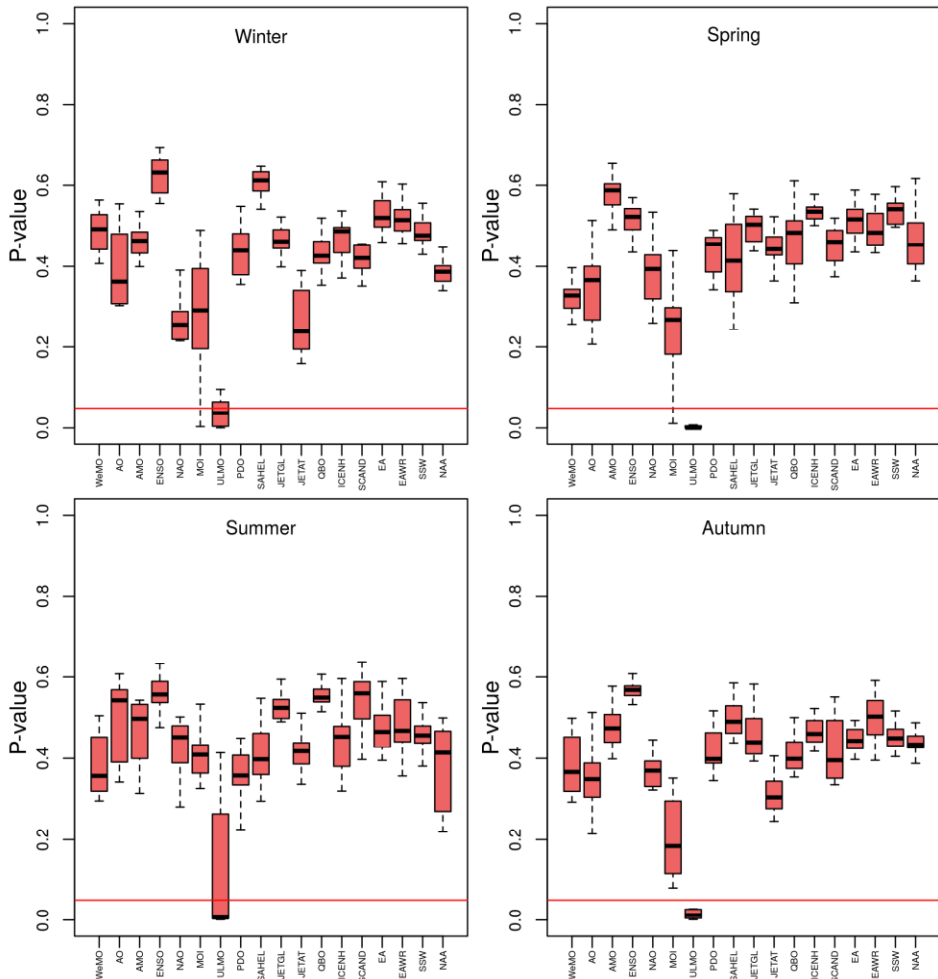 Winter
P-value
1.0
0.8
0.6
0.4
0.2
0.0
WeMO AO AMO ENSO NAO MOI ULMO PDO SAHEL JETGL JETAT QBO ICENH SCAND EA EAWR SSW NAA
Spring
P-value
1.0
0.8
0.6
0.4
0.2
0.0
WeMO AO AMO ENSO NAO MOI ULMO PDO SAHEL JETGL JETAT QBO ICENH SCAND EA EAWR SSW NAA
Summer
P-value
1.0
0.8
0.6
0.4
0.2
0.0
WeMO AO AMO ENSO NAO MOI ULMO PDO SAHEL JETGL JETAT QBO ICENH SCAND EA EAWR SSW NAA
Autumn
P-value
1.0
0.8
0.6
0.4
0.2
0.0
WeMO AO AMO ENSO NAO MOI ULMO PDO SAHEL JETGL JETAT QBO ICENH SCAND EA EAWR SSW NAA